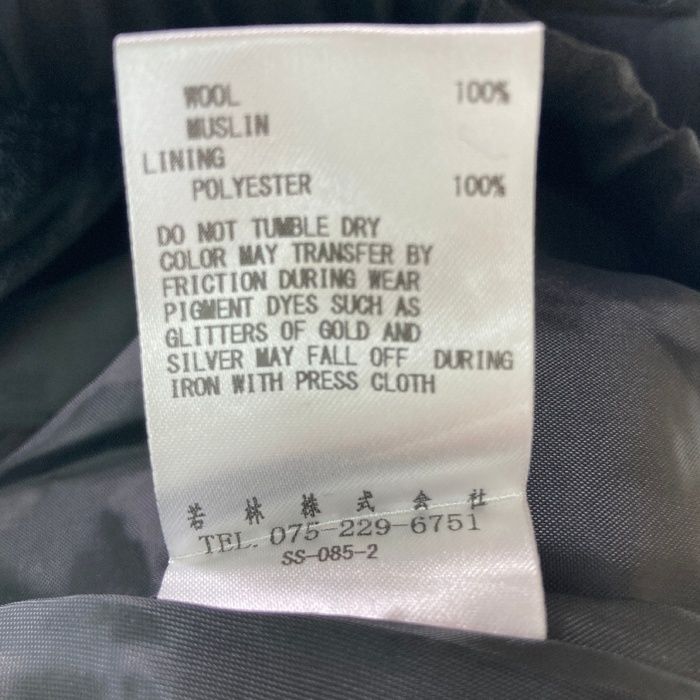 WOOL 100%
MUSLIN
LINING
POLYESTER 100%
DO NOT TUMBLE DRY
COLOR MAY TRANSFER BY
FRICTION DURING WEAR
PIGMENT DYES SUCH AS
GLITTERS OF GOLD AND
SILVER MAY FALL OFF DURING
IRON WITH PRESS CLOTH
若林株式会社
TEL. 075-229-6751
SS-085-2